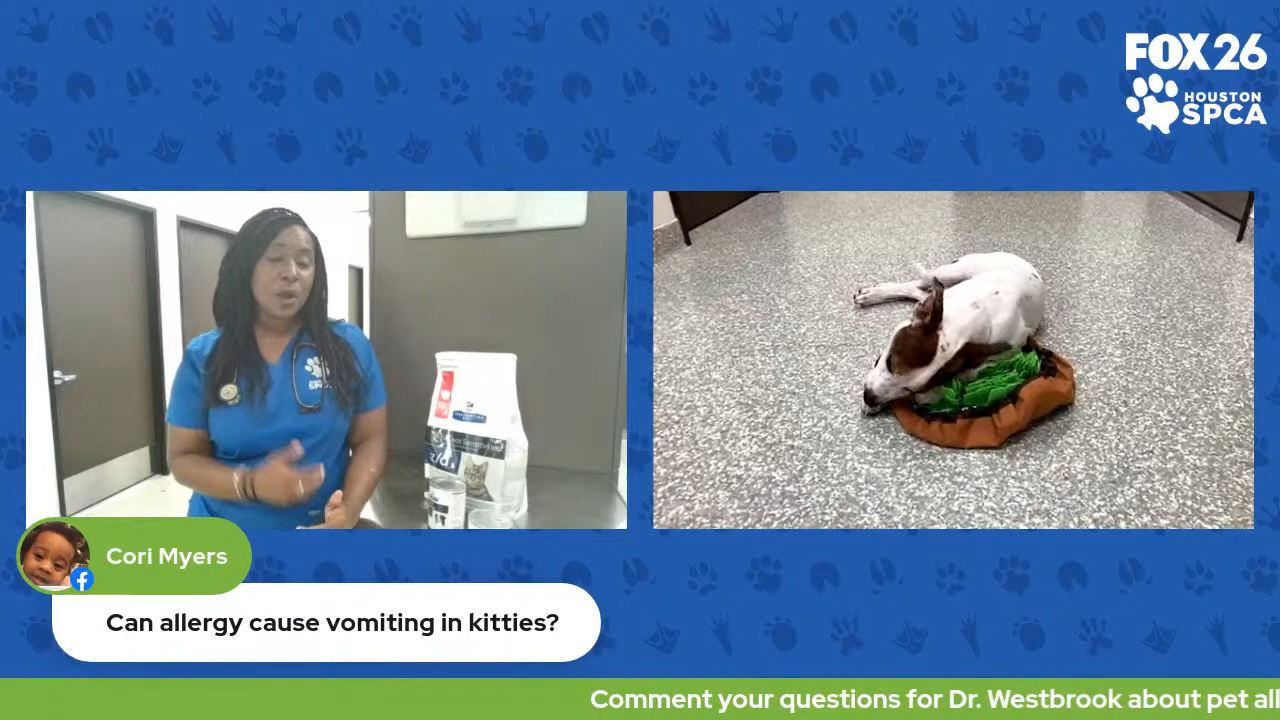 FOX 26
HOUSTON
SPCA
SP
z/d
Cori Myers
Can allergy cause vomiting in kitties?
Comment your questions for Dr. Westbrook about pet all